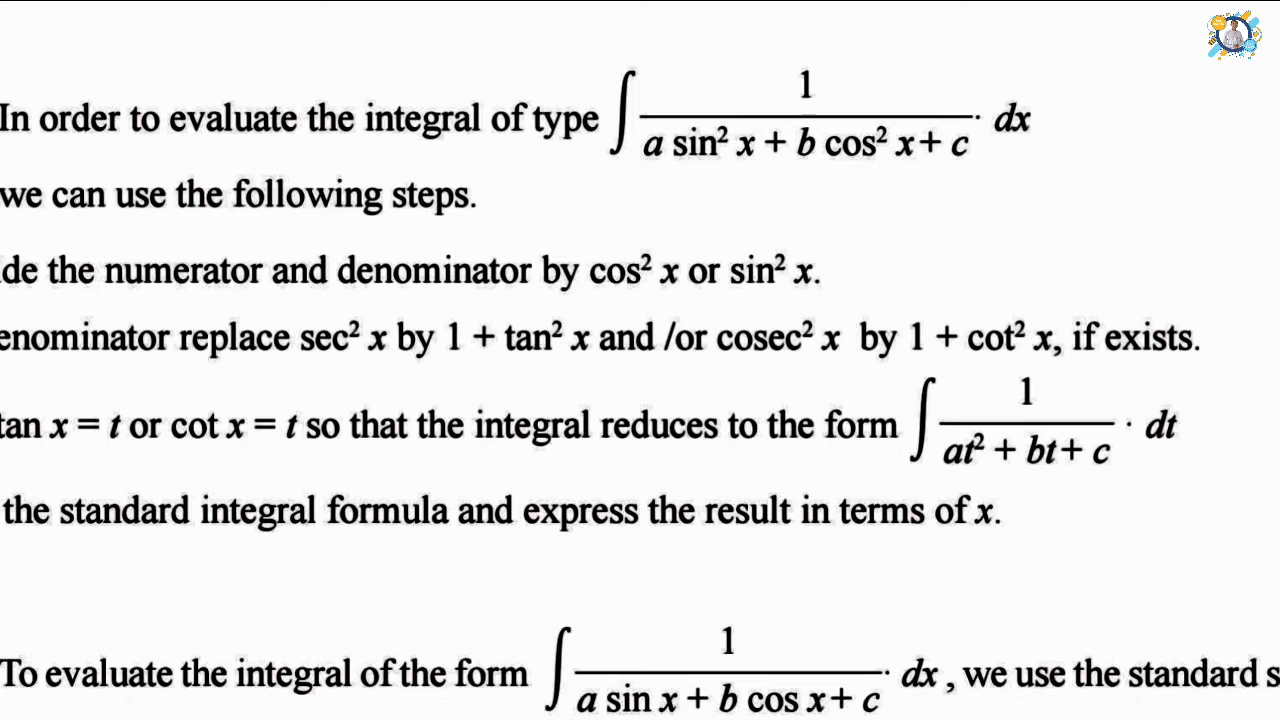 In order to evaluate the integral of type ∫ 1 / (a sin² x + b cos² x + c) · dx
we can use the following steps.
de the numerator and denominator by cos² x or sin² x.
enominator replace sec² x by 1 + tan² x and /or cosec² x by 1 + cot² x, if exists.
tan x = t or cot x = t so that the integral reduces to the form ∫ 1 / (at² + bt + c) · dt
the standard integral formula and express the result in terms of x.
To evaluate the integral of the form ∫ 1 / (a sin x + b cos x + c) · dx , we use the standard s